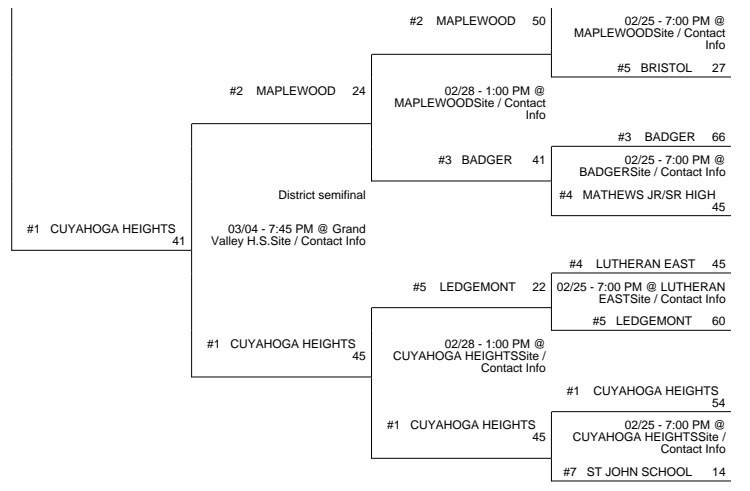 #2 MAPLEWOOD 50
02/25 - 7:00 PM @
MAPLEWOODSite / Contact
Info
#5 BRISTOL 27
#2 MAPLEWOOD 24
02/28 - 1:00 PM @
MAPLEWOODSite / Contact
Info
#3 BADGER 66
#3 BADGER 41
02/25 - 7:00 PM @
BADGERSite / Contact Info
#4 MATHEWS JR/SR HIGH
45
District semifinal
#1 CUYAHOGA HEIGHTS
41
03/04 - 7:45 PM @ Grand
Valley H.S.Site / Contact Info
#4 LUTHERAN EAST 45
#5 LEDGEMONT 22
02/25 - 7:00 PM @ LUTHERAN
EASTSite / Contact Info
#5 LEDGEMONT 60
#1 CUYAHOGA HEIGHTS
45
02/28 - 1:00 PM @
CUYAHOGA HEIGHTSSite /
Contact Info
#1 CUYAHOGA HEIGHTS
54
#1 CUYAHOGA HEIGHTS
45
02/25 - 7:00 PM @
CUYAHOGA HEIGHTSSite /
Contact Info
#7 ST JOHN SCHOOL 14